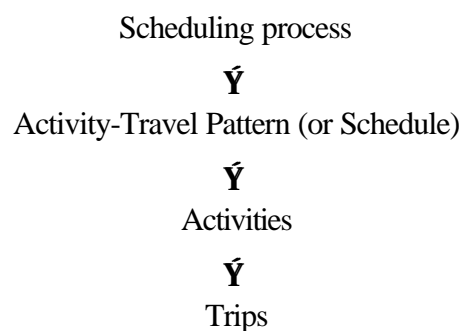 Scheduling process
Ý
Activity-Travel Pattern (or Schedule)
Ý
Activities
Ý
Trips